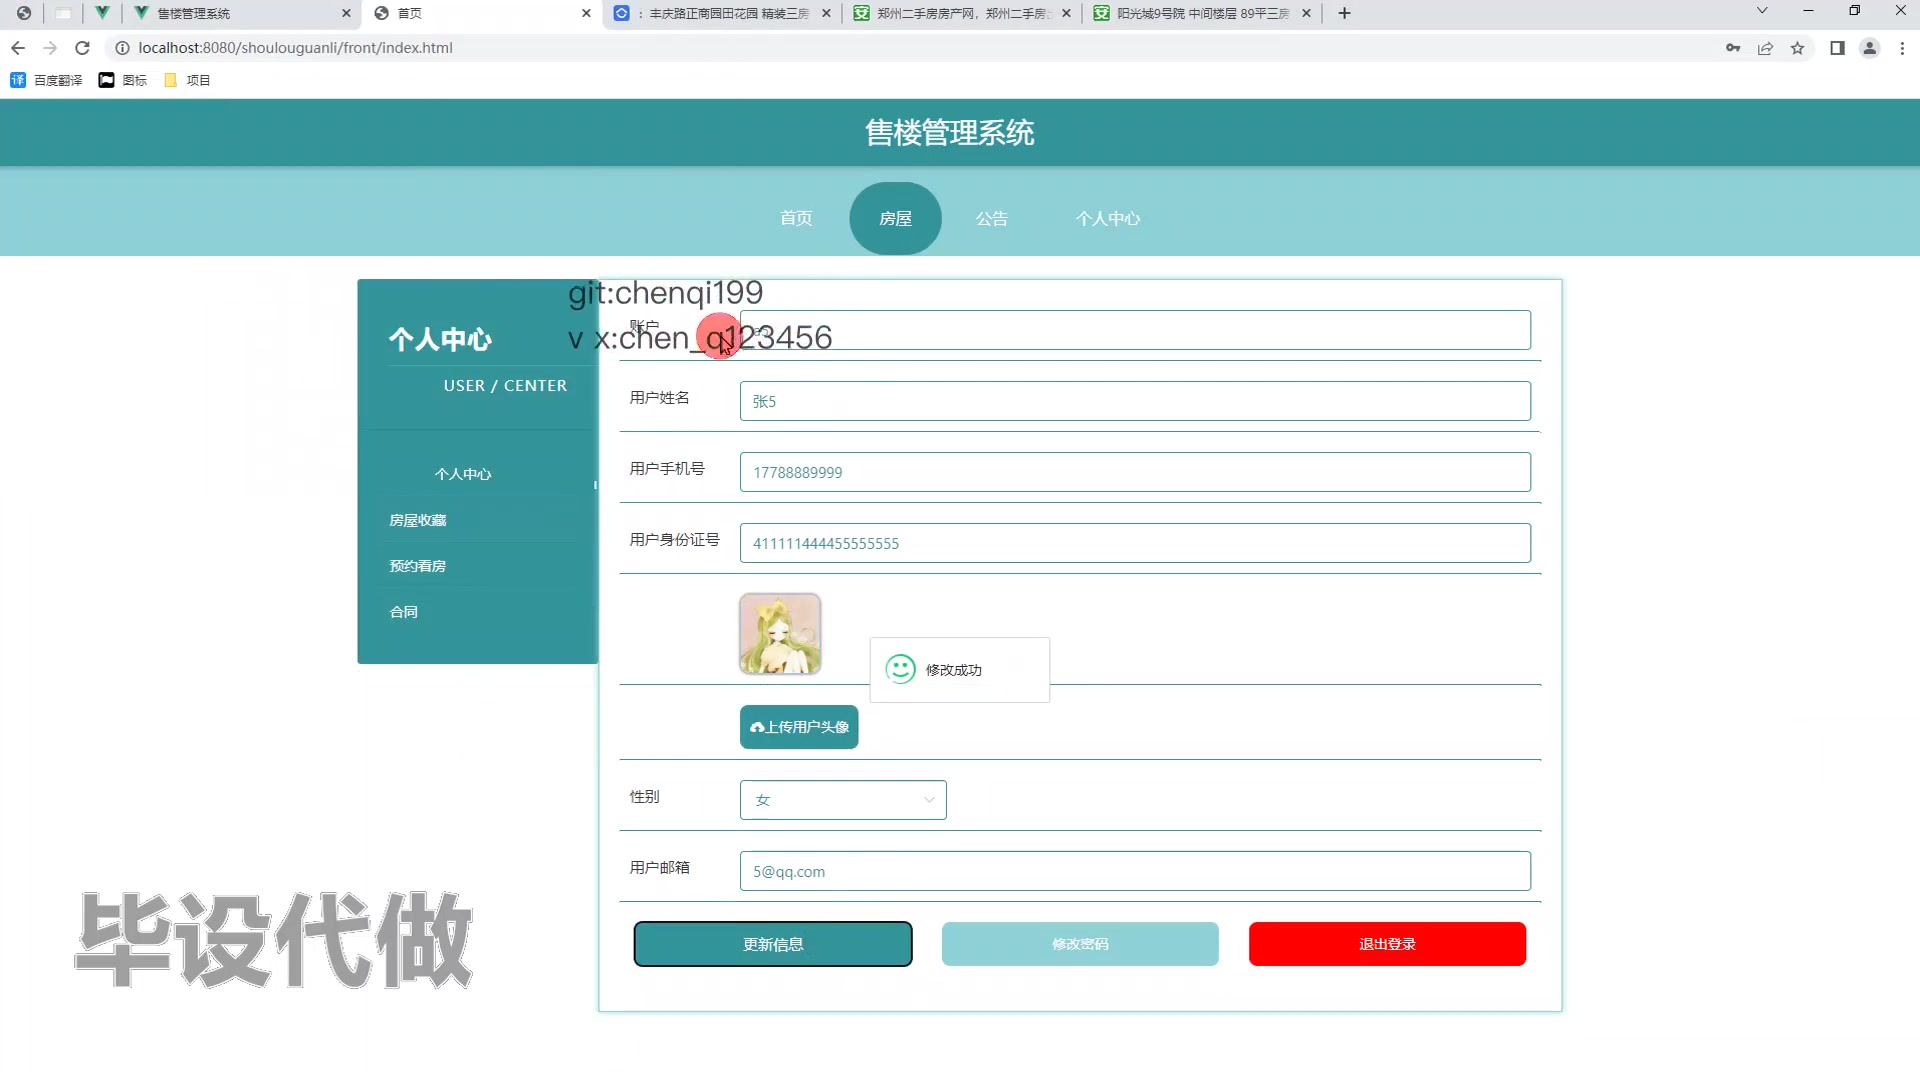 售楼管理系统
首页
：丰庆路正商园田花园 精装三房
郑州二手房房产网，郑州二手房
阳光城9号院 中间楼层 89平三房
localhost:8080/shoulouguanli/front/index.html
百度翻译
图标
项目
售楼管理系统
首页
房屋
公告
个人中心
git:chenqi199
v x:chen_q123456
个人中心
USER / CENTER
个人中心
房屋收藏
预约看房
合同
账户
用户姓名
张5
用户手机号
17788889999
用户身份证号
411111444455555555
修改成功
上传用户头像
性别
女
用户邮箱
5@qq.com
更新信息
修改密码
退出登录
毕设代做